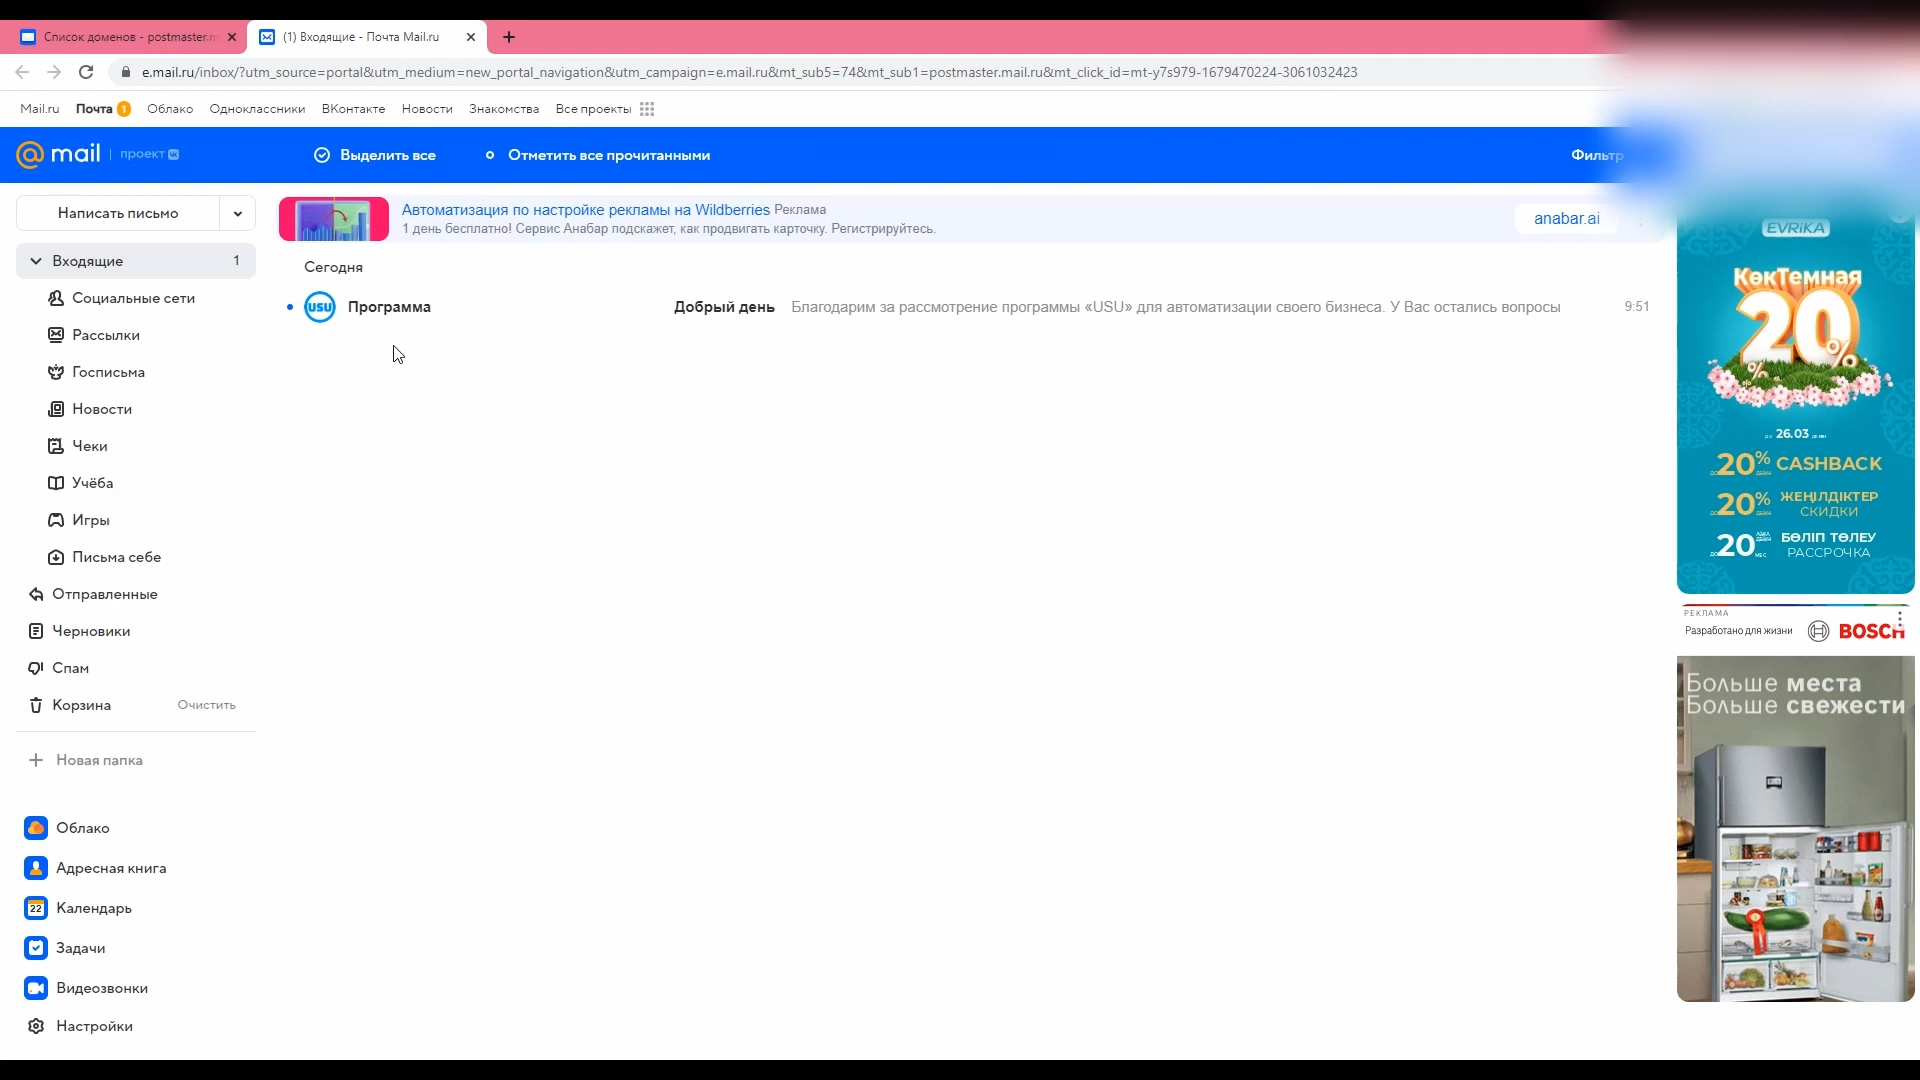 Список доменов - postmaster.m
(1) Входящие - Почта Mail.ru
e.mail.ru/inbox/?utm_source=portal&utm_medium=new_portal_navigation&utm_campaign=e.mail.ru&mt_sub5=74&mt_sub1=postmaster.mail.ru&mt_click_id=mt-y7s979-1679470224-3061032423
Mail.ru Почта 1 Облако Одноклассники ВКонтакте Новости Знакомства Все проекты
@mail проект Выделить все Отметить все прочитанными Фильтр
Написать письмо
Автоматизация по настройке рекламы на Wildberries Реклама
1 день бесплатно! Сервис Анабар подскажет, как продвигать карточку. Регистрируйтесь.
anabar.ai
Входящие 1
Сегодня
USU Программа Добрый день Благодарим за рассмотрение программы «USU» для автоматизации своего бизнеса. У Вас остались вопросы 9:51
Социальные сети
Рассылки
Госписьма
Новости
Чеки
Учёба
Игры
Письма себе
Отправленные
Черновики
Спам
Корзина Очистить
Новая папка
Облако
Адресная книга
22 Календарь
Задачи
Видеозвонки
Настройки
EVRIKA
КөкТемная
20%
до 26.03
20% CASHBACK
20% ЖЕҢІЛДІКТЕР
СКИДКИ
20 БӨЛІП ТӨЛЕУ
МЕС РАССРОЧКА
РЕКЛАМА
Разработано для жизни BOSCH
Больше места
Больше свежести